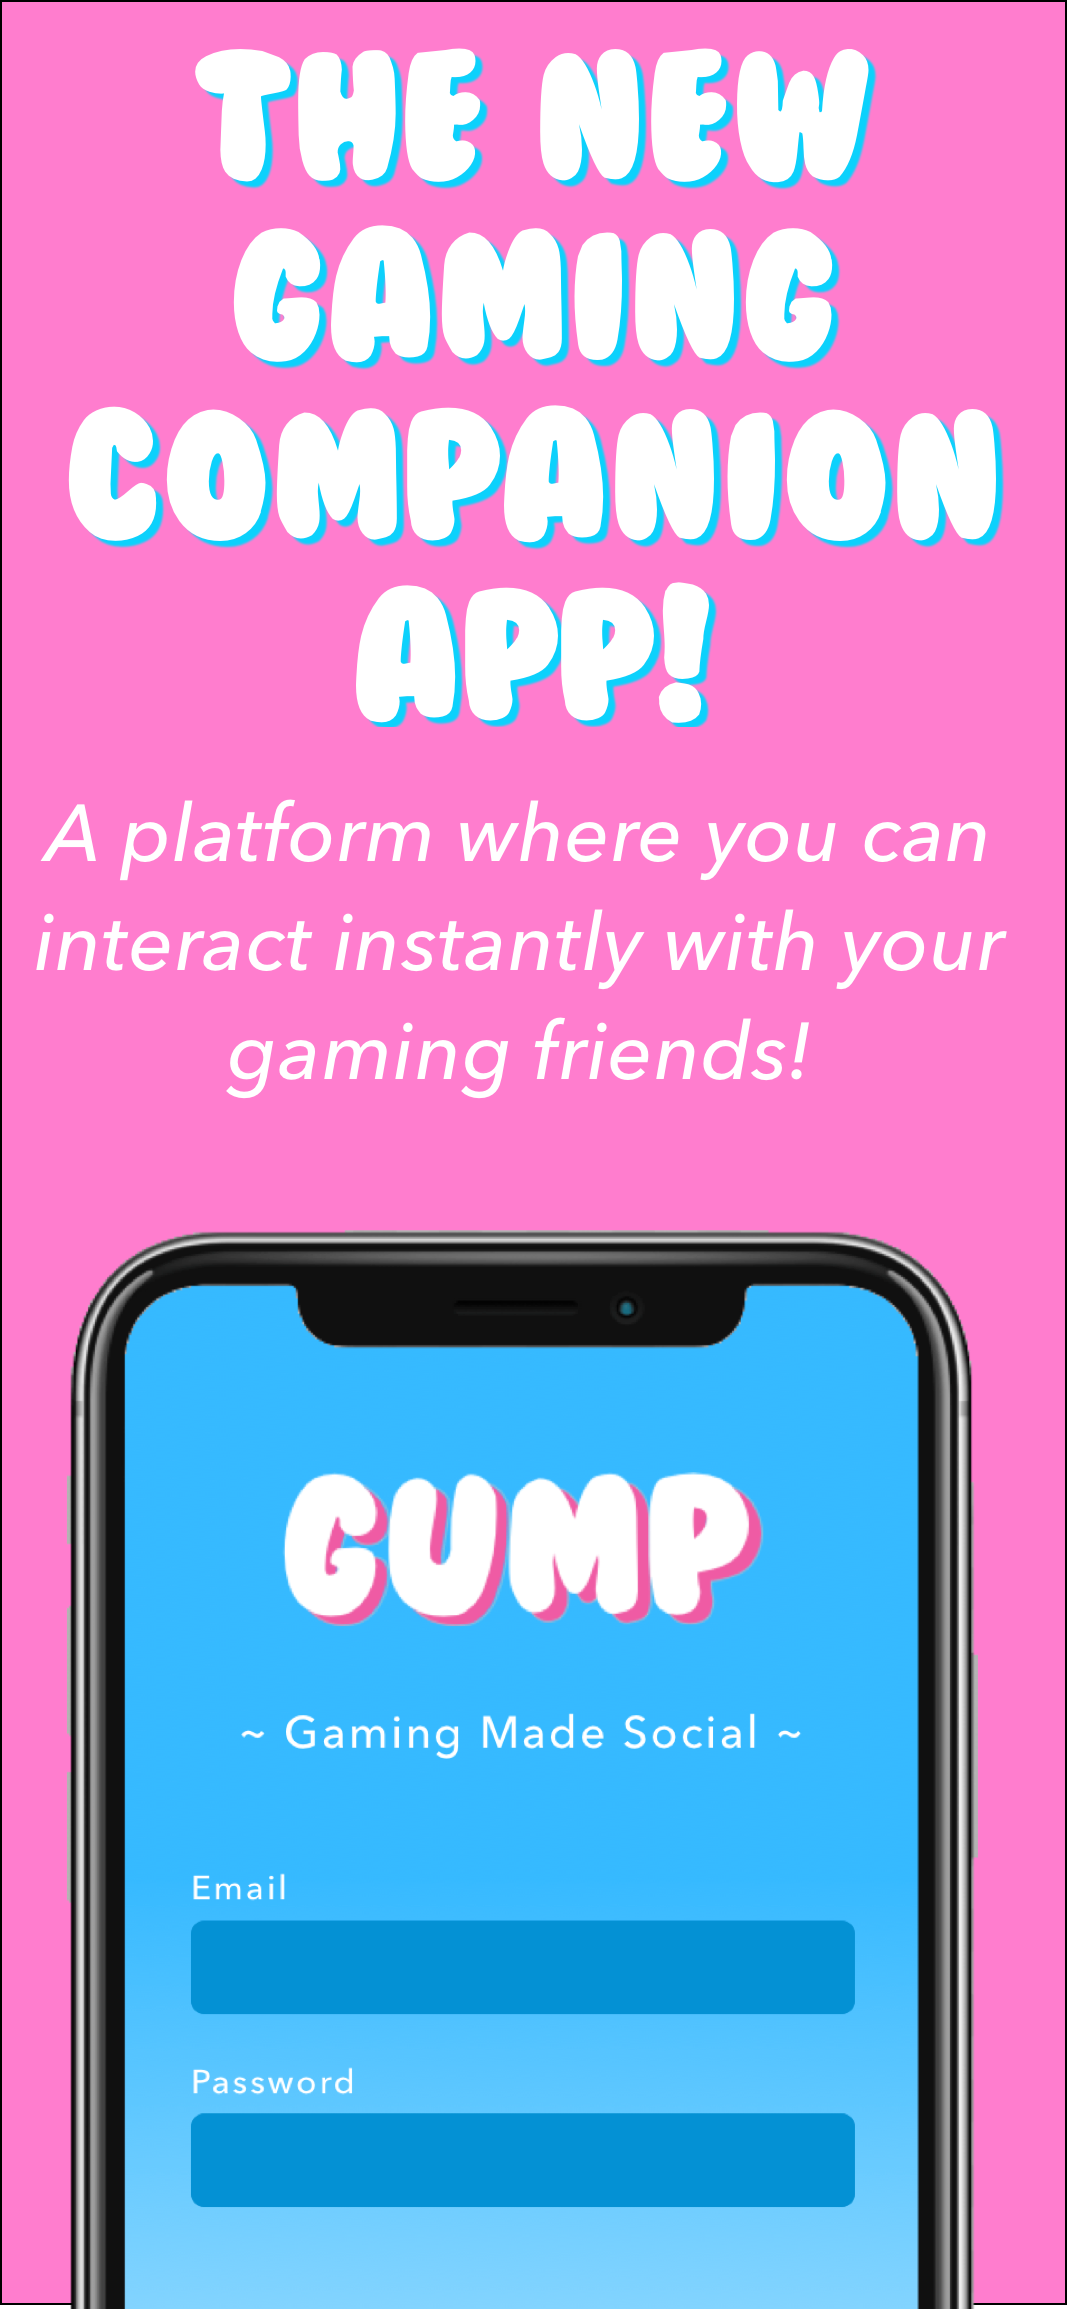 THE NEW
GAMING
COMPANION
APP!
A platform where you can
interact instantly with your
gaming friends!
GUMP
~ Gaming Made Social ~
Email
Password